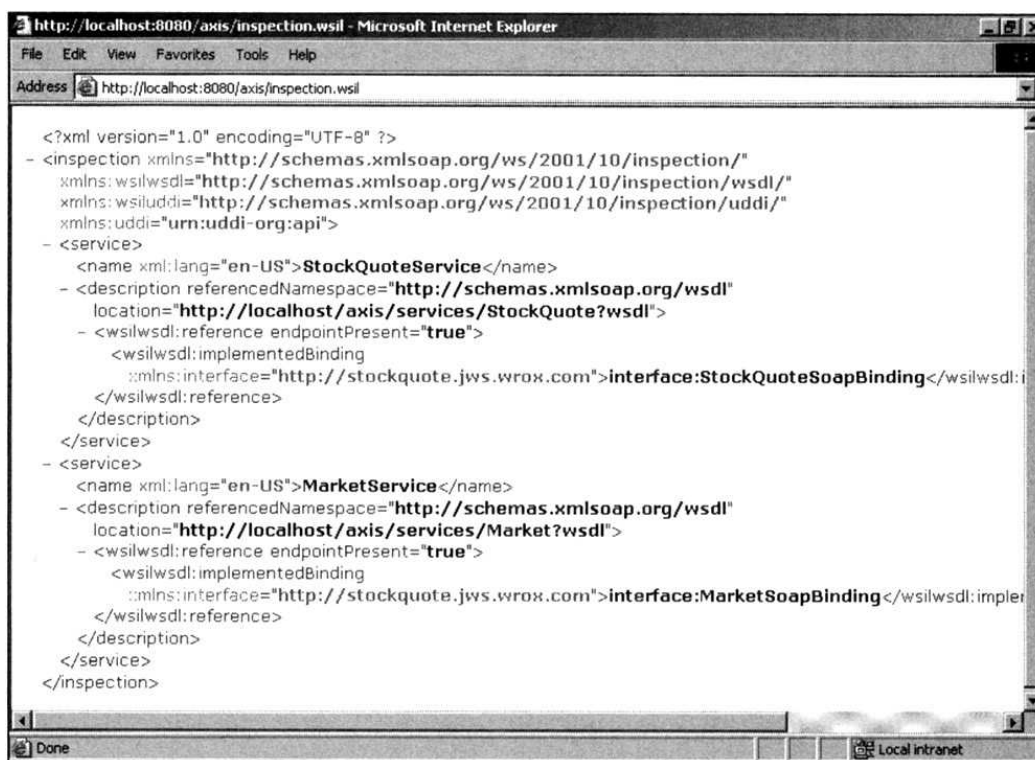 http://localhost:8080/axis/inspection.wsil - Microsoft Internet Explorer
File Edit View Favorites Tools Help
Address http://localhost:8080/axis/inspection.wsil
<?xml version="1.0" encoding="UTF-8" ?>
- <inspection xmlns="http://schemas.xmlsoap.org/ws/2001/10/inspection/"
xmlns:wsilwsdl="http://schemas.xmlsoap.org/ws/2001/10/inspection/wsdl/"
xmlns:wsiluddi="http://schemas.xmlsoap.org/ws/2001/10/inspection/uddi/"
xmlns:uddi="urn:uddi-org:api">
- <service>
<name xml:lang="en-US">StockQuoteService</name>
- <description referencedNamespace="http://schemas.xmlsoap.org/wsdl"
location="http://localhost/axis/services/StockQuote?wsdl">
- <wsilwsdl:reference endpointPresent="true">
<wsilwsdl:implementedBinding
xmlns:interface="http://stockquote.jws.wrox.com">interface:StockQuoteSoapBinding</wsilwsdl:i
</wsilwsdl:reference>
</description>
</service>
- <service>
<name xml:lang="en-US">MarketService</name>
- <description referencedNamespace="http://schemas.xmlsoap.org/wsdl"
location="http://localhost/axis/services/Market?wsdl">
- <wsilwsdl:reference endpointPresent="true">
<wsilwsdl:implementedBinding
xmlns:interface="http://stockquote.jws.wrox.com">interface:MarketSoapBinding</wsilwsdl:impler
</wsilwsdl:reference>
</description>
</service>
</inspection>
Done Local intranet